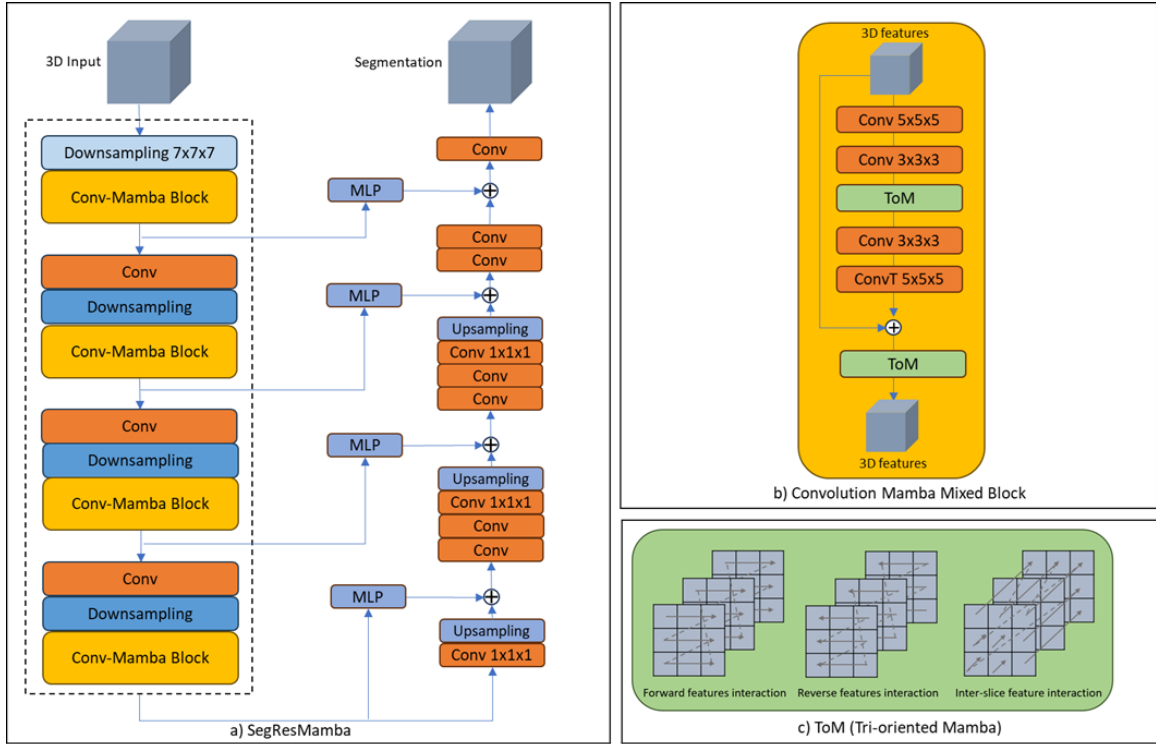 3D Input
Segmentation
Downsampling 7x7x7
Conv-Mamba Block
Conv
Downsampling
Conv-Mamba Block
Conv
Downsampling
Conv-Mamba Block
Conv
Downsampling
Conv-Mamba Block
MLP
MLP
MLP
MLP
Conv
Conv
Conv
Upsampling
Conv 1x1x1
Conv
Conv
Upsampling
Conv 1x1x1
Conv
Conv
Upsampling
Conv 1x1x1
a) SegResMamba
3D features
Conv 5x5x5
Conv 3x3x3
ToM
Conv 3x3x3
ConvT 5x5x5
ToM
3D features
b) Convolution Mamba Mixed Block
Forward features interaction
Reverse features interaction
Inter-slice feature interaction
c) ToM (Tri-oriented Mamba)